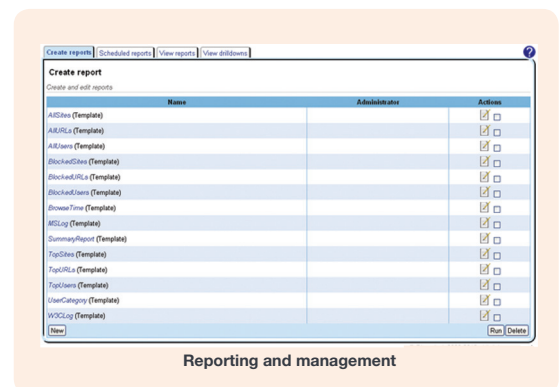 Create reports Scheduled reports View reports View drilldowns ?
Create report
Create and edit reports
Name Administrator Actions
AllSites (Template)
AllURLs (Template)
AllUsers (Template)
BlockedSites (Template)
BlockedURLs (Template)
BlockedUsers (Template)
BrowseTime (Template)
MSLog (Template)
SummaryReport (Template)
TopSites (Template)
TopURLs (Template)
TopUsers (Template)
UserCategory (Template)
W3CLog (Template)
New Run Delete
Reporting and management